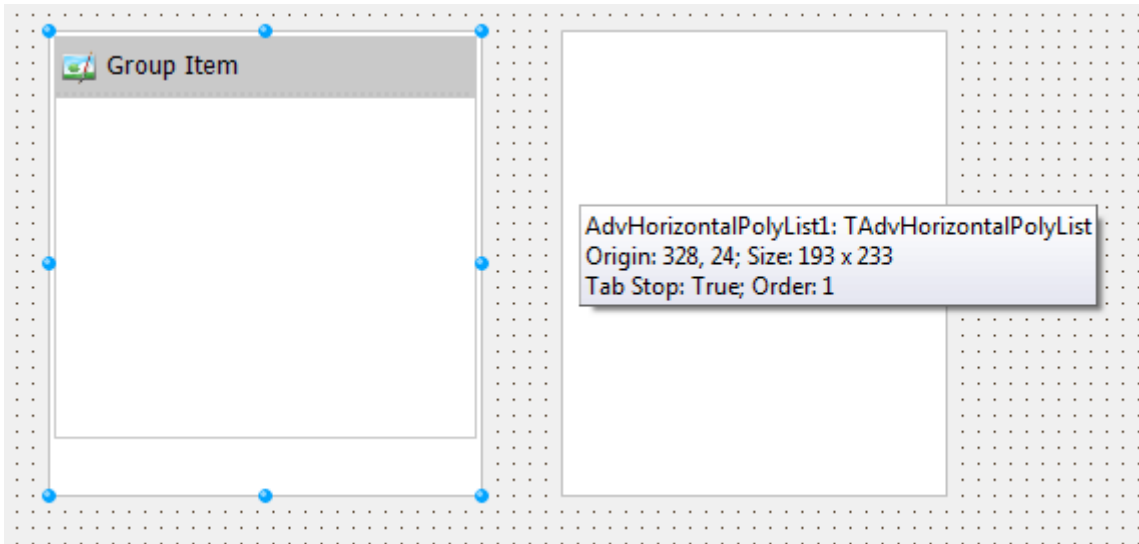 Group Item
AdvHorizontalPolyList1: TAdvHorizontalPolyList
Origin: 328, 24; Size: 193 x 233
Tab Stop: True; Order: 1